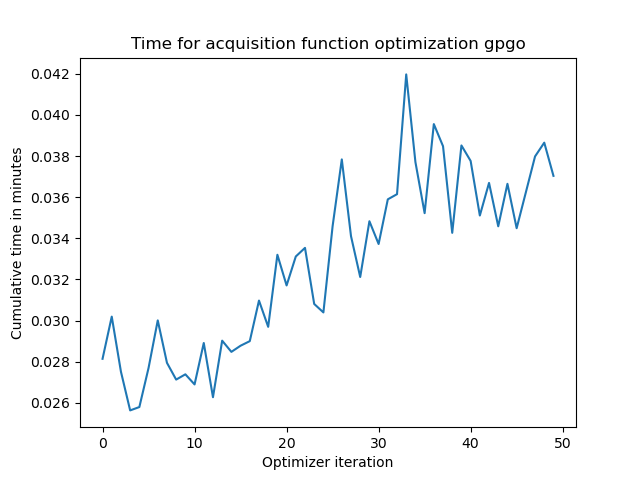 Time for acquisition function optimization gpgo
0.042
0.040
0.038
0.036
0.034
0.032
0.030
0.028
0.026
Cumulative time in minutes
0 10 20 30 40 50
Optimizer iteration